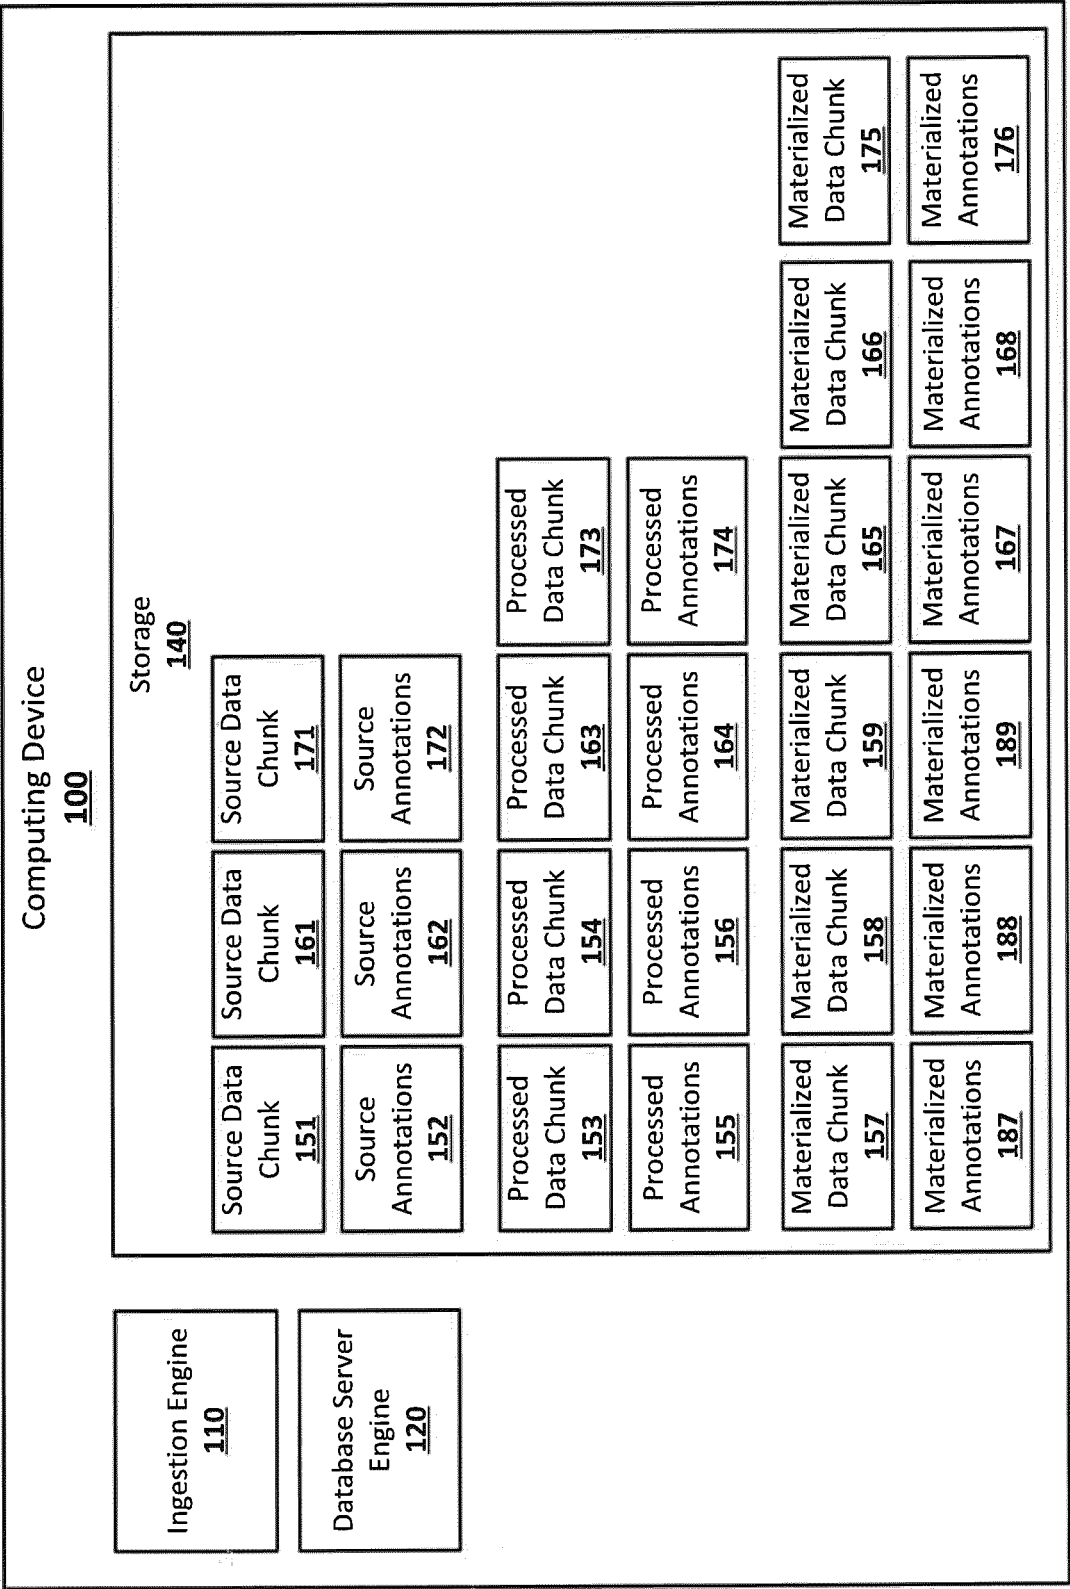 Computing Device
100
Ingestion Engine
110
Database Server
Engine
120
Storage
140
Source Data
Chunk
151
Source Data
Chunk
161
Source Data
Chunk
171
Source
Annotations
152
Source
Annotations
162
Source
Annotations
172
Processed
Data Chunk
153
Processed
Data Chunk
154
Processed
Data Chunk
163
Processed
Data Chunk
173
Processed
Annotations
155
Processed
Annotations
156
Processed
Annotations
164
Processed
Annotations
174
Materialized
Data Chunk
157
Materialized
Data Chunk
158
Materialized
Data Chunk
159
Materialized
Data Chunk
165
Materialized
Data Chunk
166
Materialized
Data Chunk
175
Materialized
Annotations
187
Materialized
Annotations
188
Materialized
Annotations
189
Materialized
Annotations
167
Materialized
Annotations
168
Materialized
Annotations
176